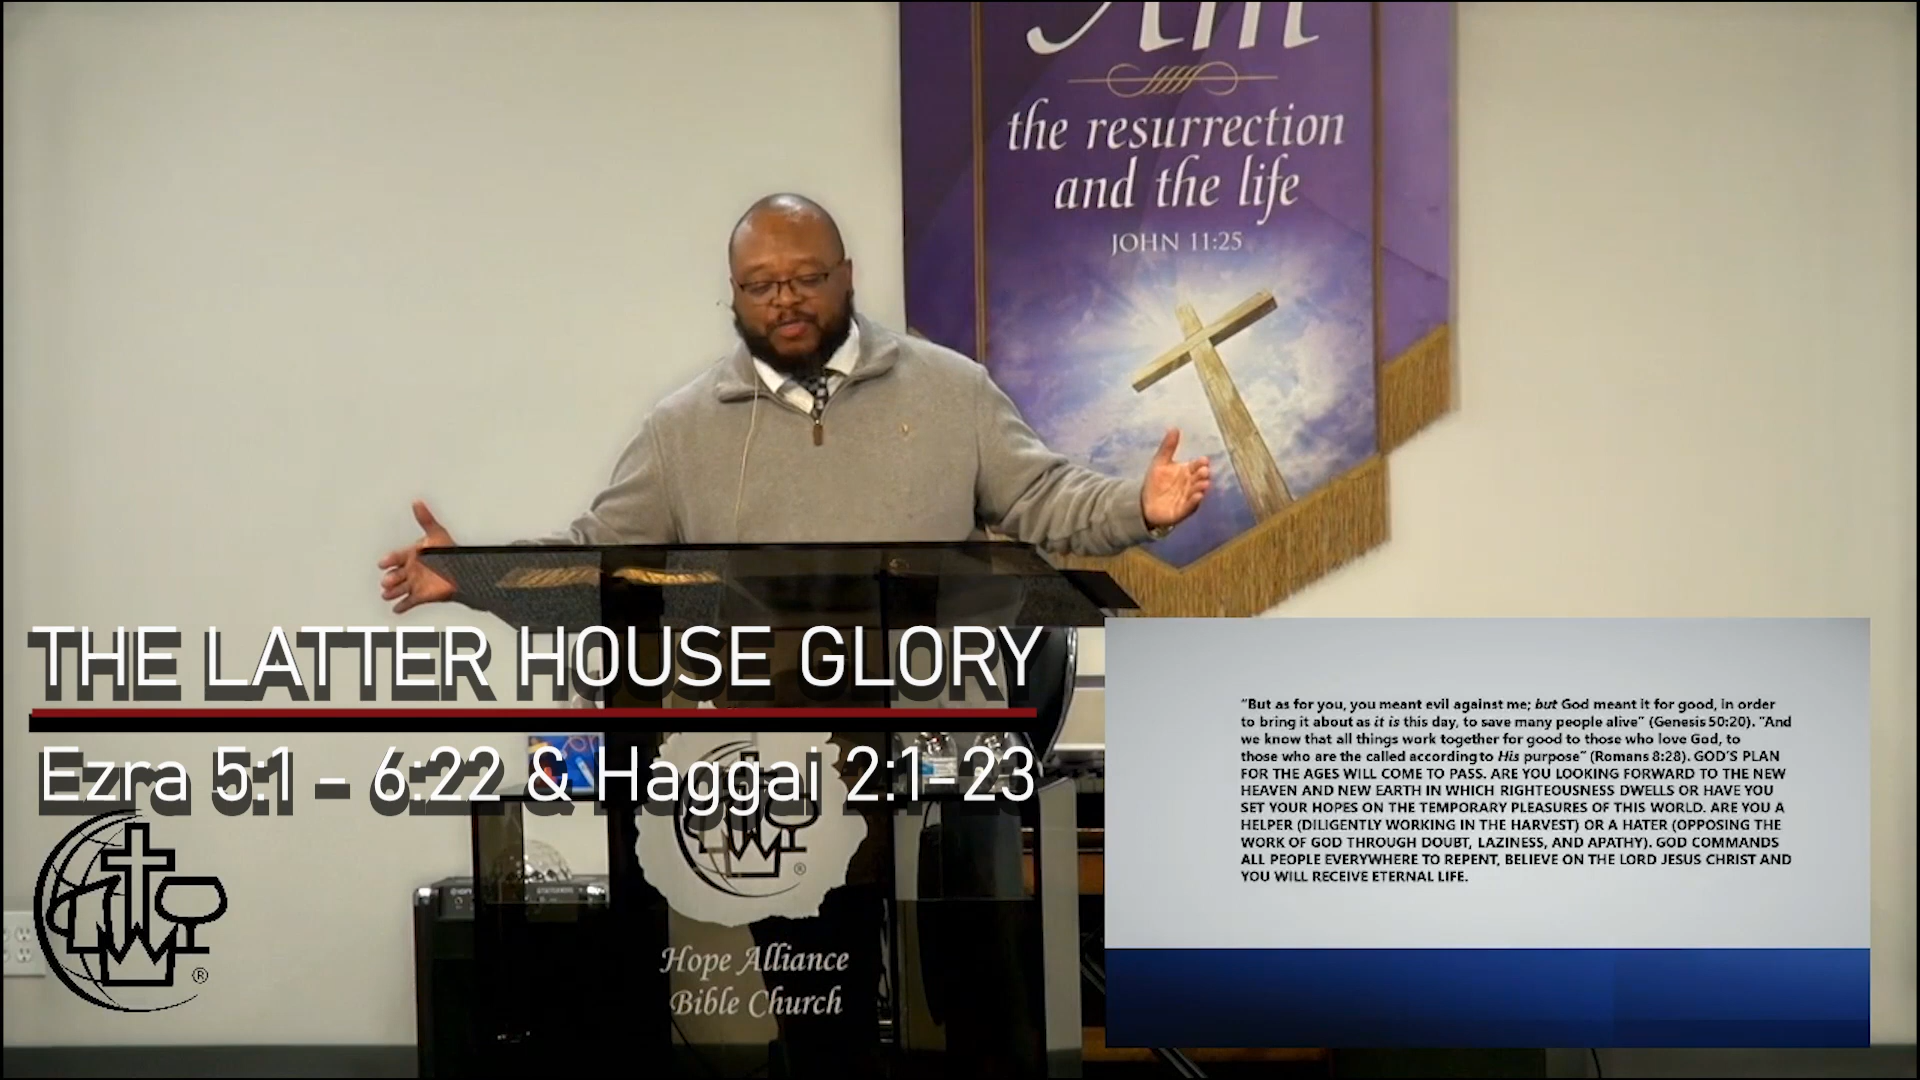 Am
the resurrection
and the life
JOHN 11:25
THE LATTER HOUSE GLORY
Ezra 5:1 - 6:22 & Haggai 2:1-23
®
®
Hope Alliance
Bible Church
“But as for you, you meant evil against me; but God meant it for good, in order
to bring it about as it is this day, to save many people alive” (Genesis 50:20). “And
we know that all things work together for good to those who love God, to
those who are the called according to His purpose” (Romans 8:28). GOD'S PLAN
FOR THE AGES WILL COME TO PASS. ARE YOU LOOKING FORWARD TO THE NEW
HEAVEN AND NEW EARTH IN WHICH RIGHTEOUSNESS DWELLS OR HAVE YOU
SET YOUR HOPES ON THE TEMPORARY PLEASURES OF THIS WORLD. ARE YOU A
HELPER (DILIGENTLY WORKING IN THE HARVEST) OR A HATER (OPPOSING THE
WORK OF GOD THROUGH DOUBT, LAZINESS, AND APATHY). GOD COMMANDS
ALL PEOPLE EVERYWHERE TO REPENT, BELIEVE ON THE LORD JESUS CHRIST AND
YOU WILL RECEIVE ETERNAL LIFE.